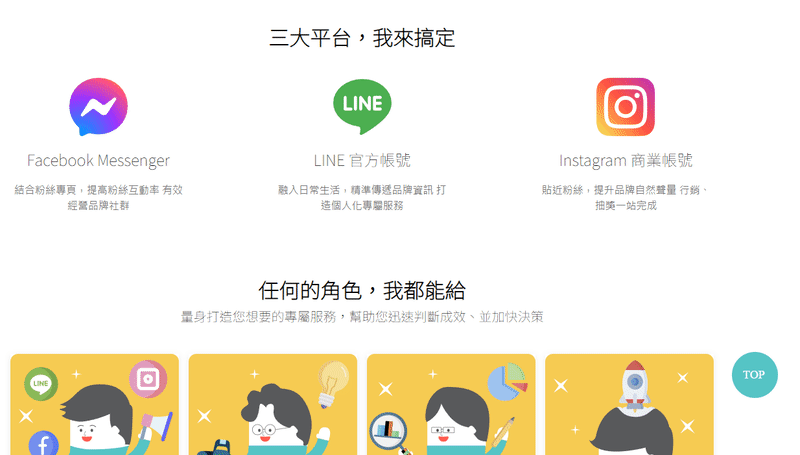 三大平台，我來搞定
LINE
Facebook Messenger
LINE 官方帳號
Instagram 商業帳號
結合粉絲專頁，提高粉絲互動率 有效
經營品牌社群
融入日常生活，精準傳遞品牌資訊 打
造個人化專屬服務
貼近粉絲，提升品牌自然聲量 行銷、
抽獎一站完成
任何的角色，我都能給
量身打造您想要的專屬服務，幫助您迅速判斷成效、並加快決策
LINE
TOP